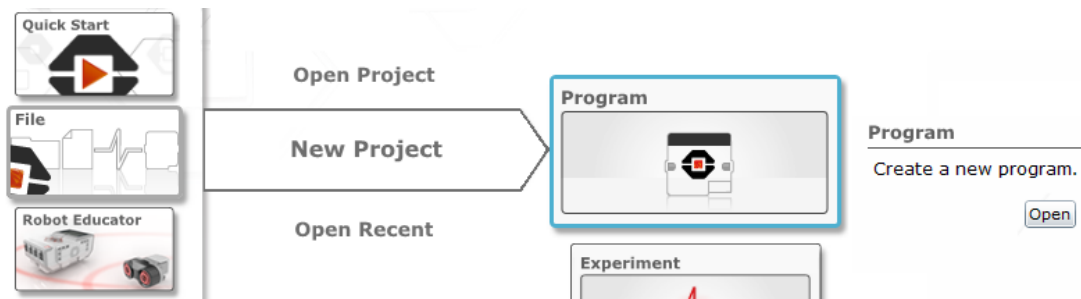 Quick Start
File
Robot Educator
Open Project
New Project
Open Recent
Program
Experiment
Program
Create a new program.
Open